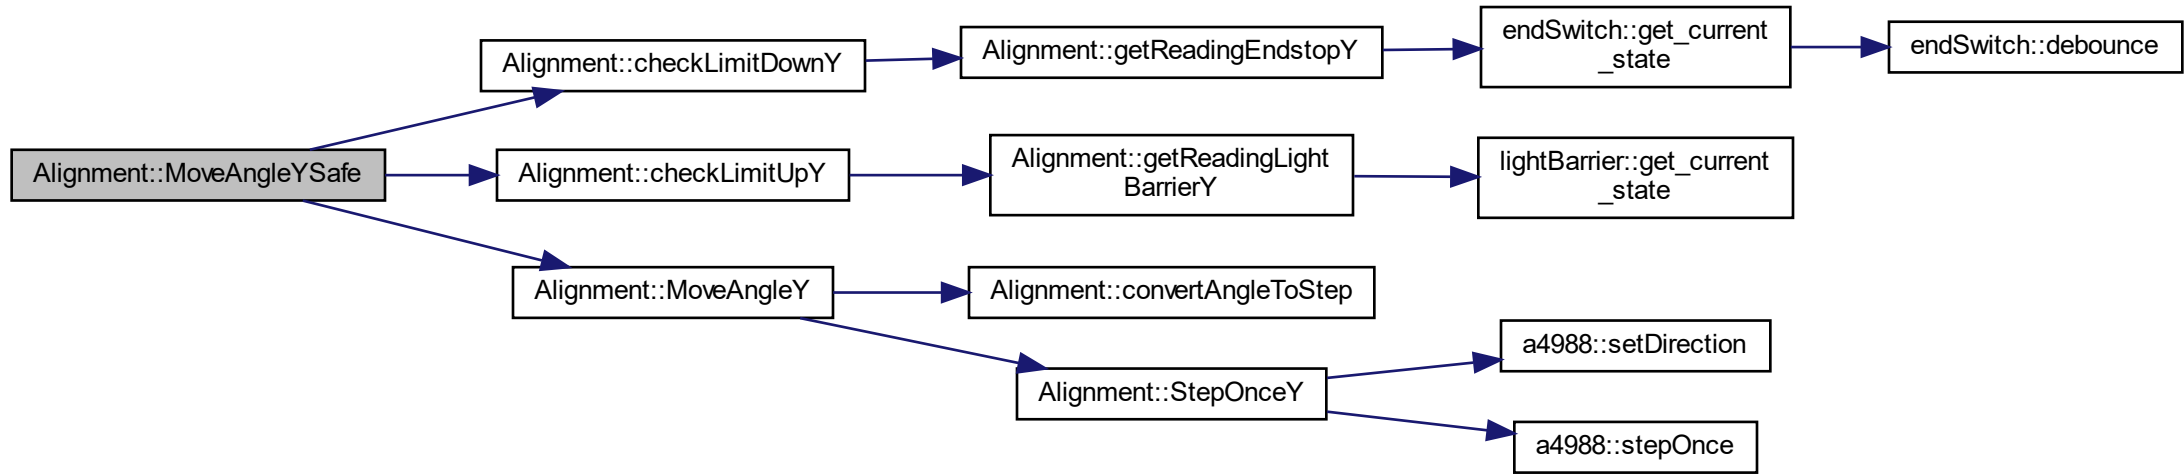 Alignment::MoveAngleYSafe
Alignment::checkLimitDownY
Alignment::getReadingEndstopY
endSwitch::get_current
_state
endSwitch::debounce
Alignment::checkLimitUpY
Alignment::getReadingLight
BarrierY
lightBarrier::get_current
_state
Alignment::MoveAngleY
Alignment::convertAngleToStep
Alignment::StepOnceY
a4988::setDirection
a4988::stepOnce